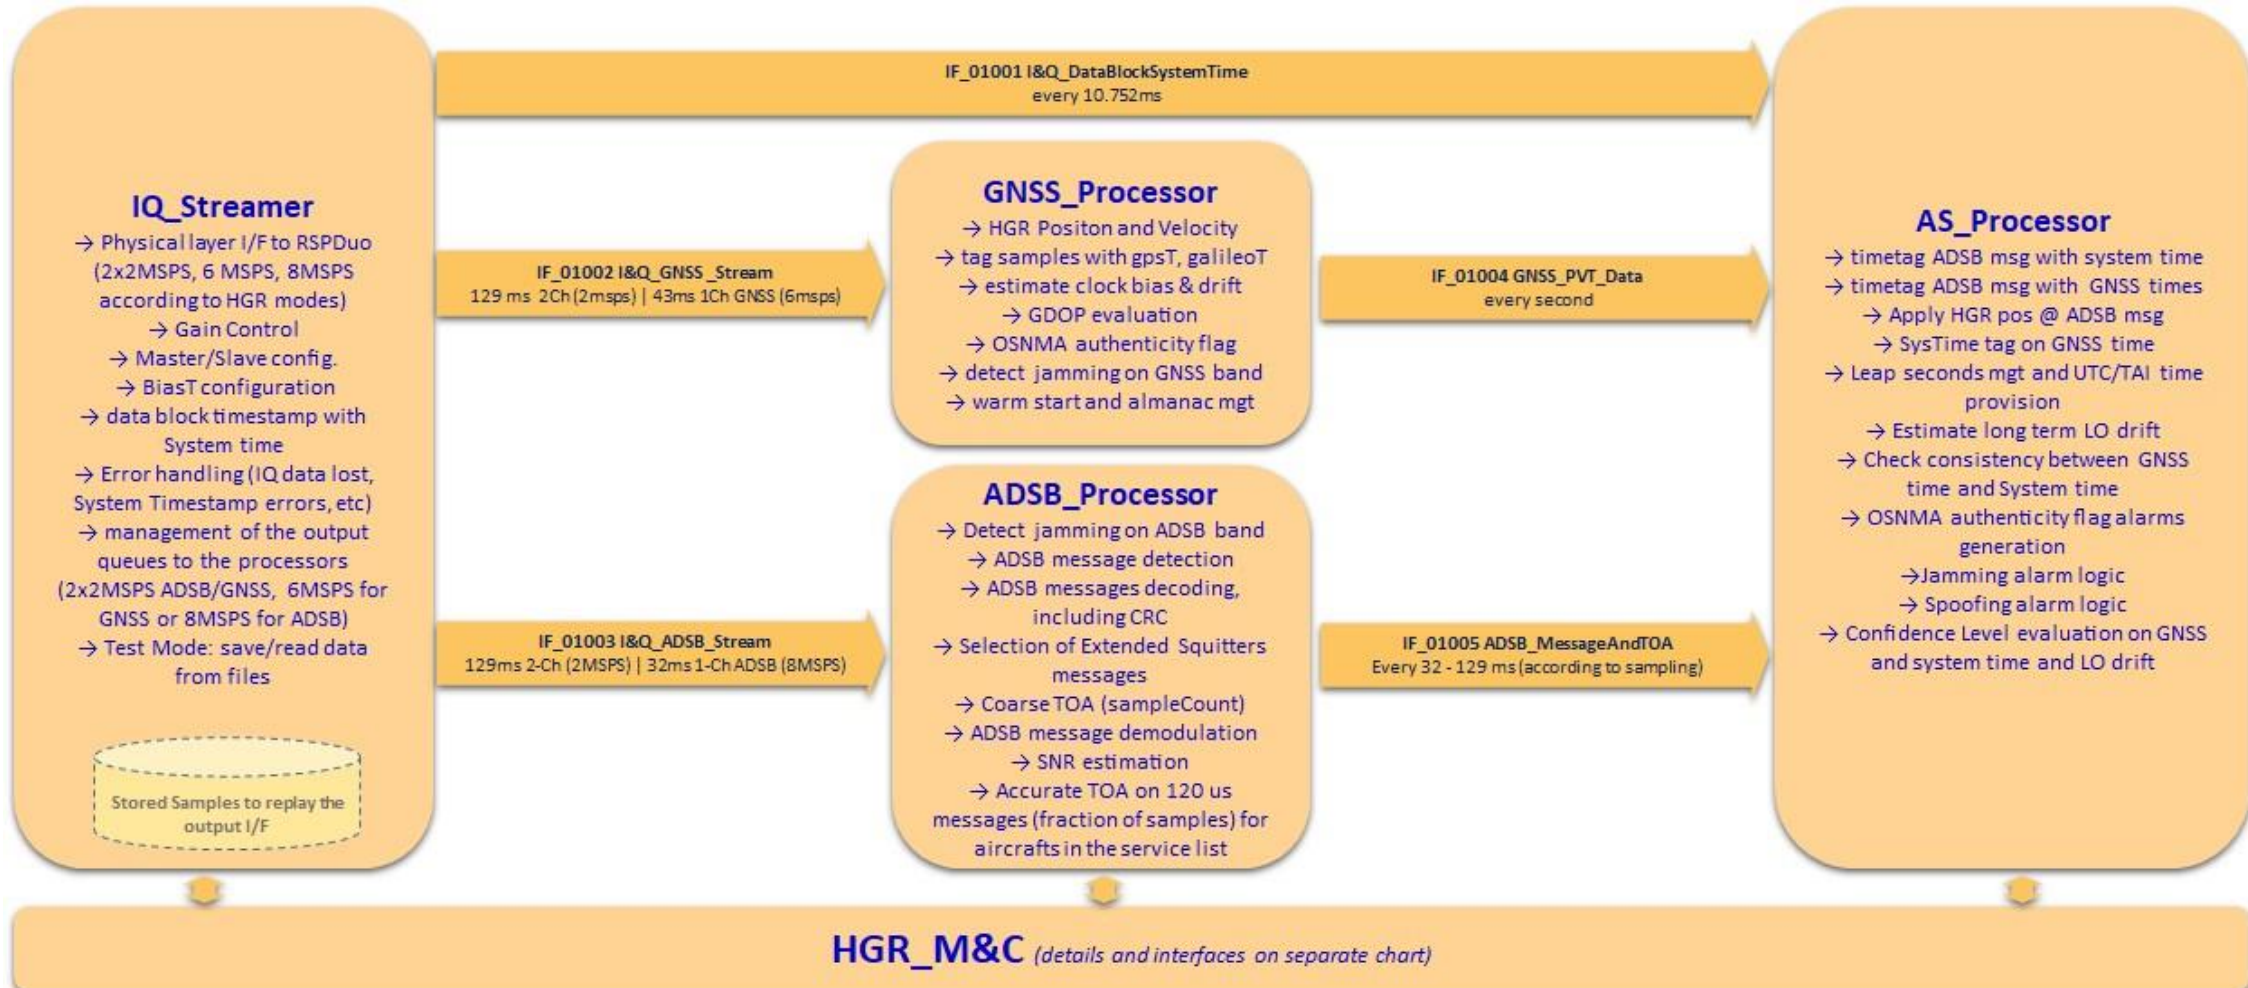 IF_01001 I&Q_DataBlockSystemTime
every 10.752ms
IQ_Streamer
→ Physical layer I/F to RSPDuo
(2x2MSPS, 6 MSPS, 8MSPS
according to HGR modes)
→ Gain Control
→ Master/Slave config.
→ BiasT configuration
→ data block timestamp with
System time
→ Error handling (IQ data lost,
System Timestamp errors, etc)
→ management of the output
queues to the processors
(2x2MSPS ADSB/GNSS, 6MSPS for
GNSS or 8MSPS for ADSB)
→ Test Mode: save/read data
from files
Stored Samples to replay the
output I/F
IF_01002 I&Q_GNSS _Stream
129 ms 2Ch (2msps) | 43ms 1Ch GNSS (6msps)
IF_01003 I&Q_ADSB_Stream
129ms 2-Ch (2MSPS) | 32ms 1-Ch ADSB (8MSPS)
GNSS_Processor
→ HGR Positon and Velocity
→ tag samples with gpsT, galileoT
→ estimate clock bias & drift
→ GDOP evaluation
→ OSNMA authenticity flag
→ detect jamming on GNSS band
→ warm start and almanac mgt
ADSB_Processor
→ Detect jamming on ADSB band
→ ADSB message detection
→ ADSB messages decoding,
including CRC
→ Selection of Extended Squitters
messages
→ Coarse TOA (sampleCount)
→ ADSB message demodulation
→ SNR estimation
→ Accurate TOA on 120 us
messages (fraction of samples) for
aircrafts in the service list
IF_01004 GNSS_PVT_Data
every second
IF_01005 ADSB_MessageAndTOA
Every 32 - 129 ms (according to sampling)
AS_Processor
→ timetag ADSB msg with system time
→ timetag ADSB msg with GNSS times
→ Apply HGR pos @ ADSB msg
→ SysTime tag on GNSS time
→ Leap seconds mgt and UTC/TAI time
provision
→ Estimate long term LO drift
→ Check consistency between GNSS
time and System time
→ OSNMA authenticity flag alarms
generation
→Jamming alarm logic
→ Spoofing alarm logic
→ Confidence Level evaluation on GNSS
and system time and LO drift
HGR_M&C (details and interfaces on separate chart)